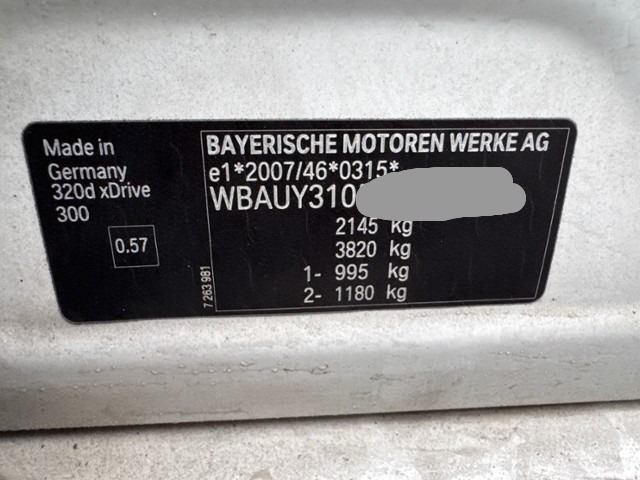 Made in
Germany
320d xDrive
300
0.57
7 263 981
BAYERISCHE MOTOREN WERKE AG
e1*2007/46*0315*
WBAUY310
2145 kg
3820 kg
1- 995 kg
2- 1180 kg